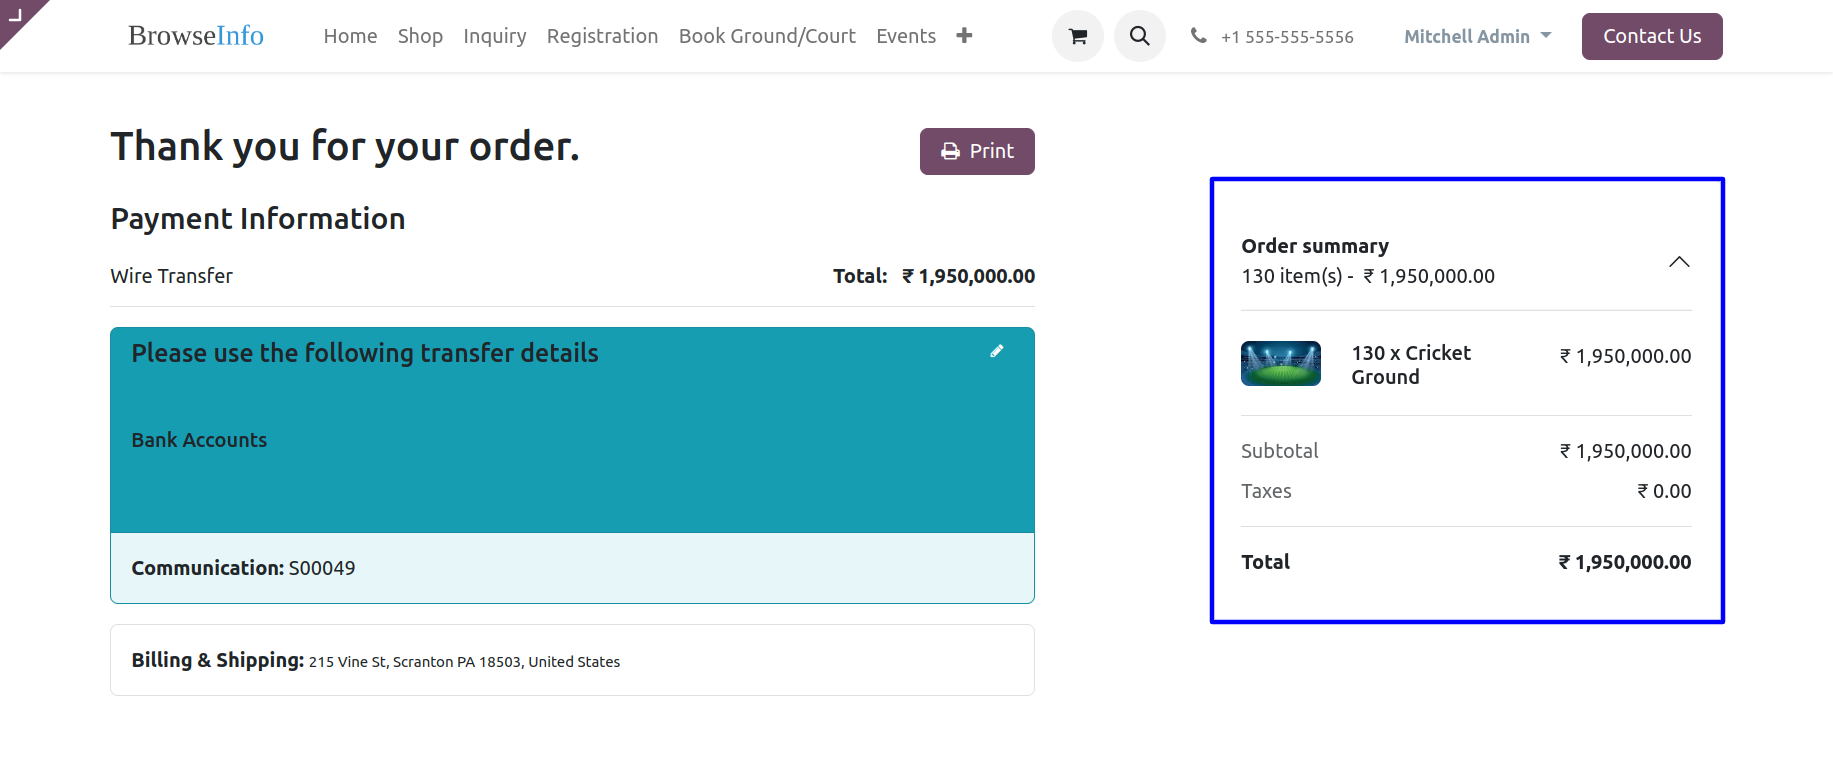 BrowseInfo Home Shop Inquiry Registration Book Ground/Court Events +1 555-555-5556 Mitchell Admin Contact Us
Thank you for your order.
Print
Payment Information
Wire Transfer Total: ₹ 1,950,000.00
Please use the following transfer details
Bank Accounts
Communication: S00049
Billing & Shipping: 215 Vine St, Scranton PA 18503, United States
Order summary
130 item(s) - ₹ 1,950,000.00
130 x Cricket ₹ 1,950,000.00
Ground
Subtotal ₹ 1,950,000.00
Taxes ₹ 0.00
Total ₹ 1,950,000.00